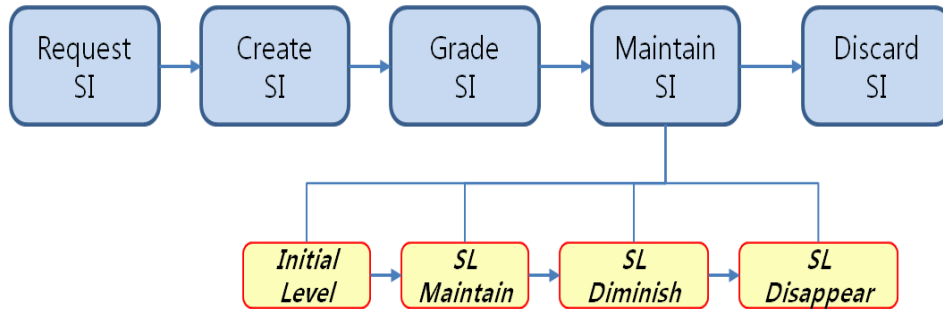 Request
SI
Create
SI
Grade
SI
Maintain
SI
Discard
SI
Initial
Level
SL
Maintain
SL
Diminish
SL
Disappear